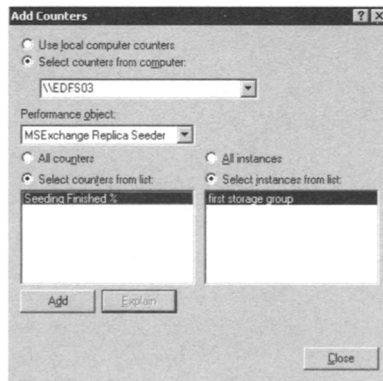 Add Counters
Use local computer counters
Select counters from computer:
\\EDFS03
Performance object:
MSExchange Replica Seeder
All counters
All instances
Select counters from list:
Select instances from list:
Seeding Finished %
first storage group
Add
Explain
Close